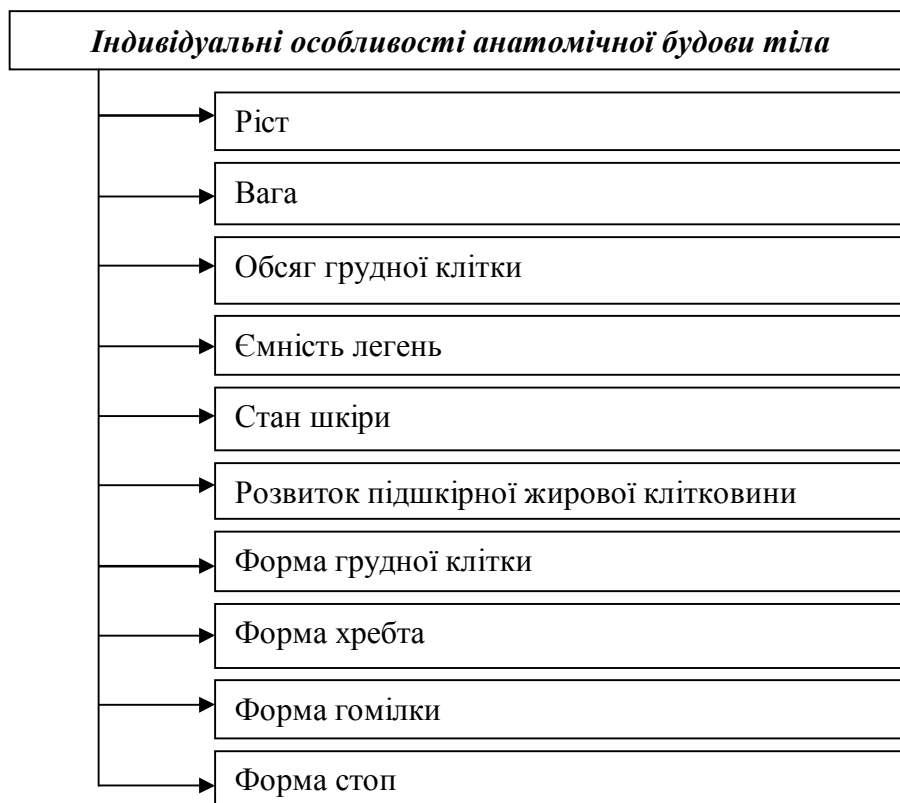 Індивідуальні особливості анатомічної будови тіла
Ріст
Вага
Обсяг грудної клітки
Ємність легень
Стан шкіри
Розвиток підшкірної жирової клітковини
Форма грудної клітки
Форма хребта
Форма гомілки
Форма стоп